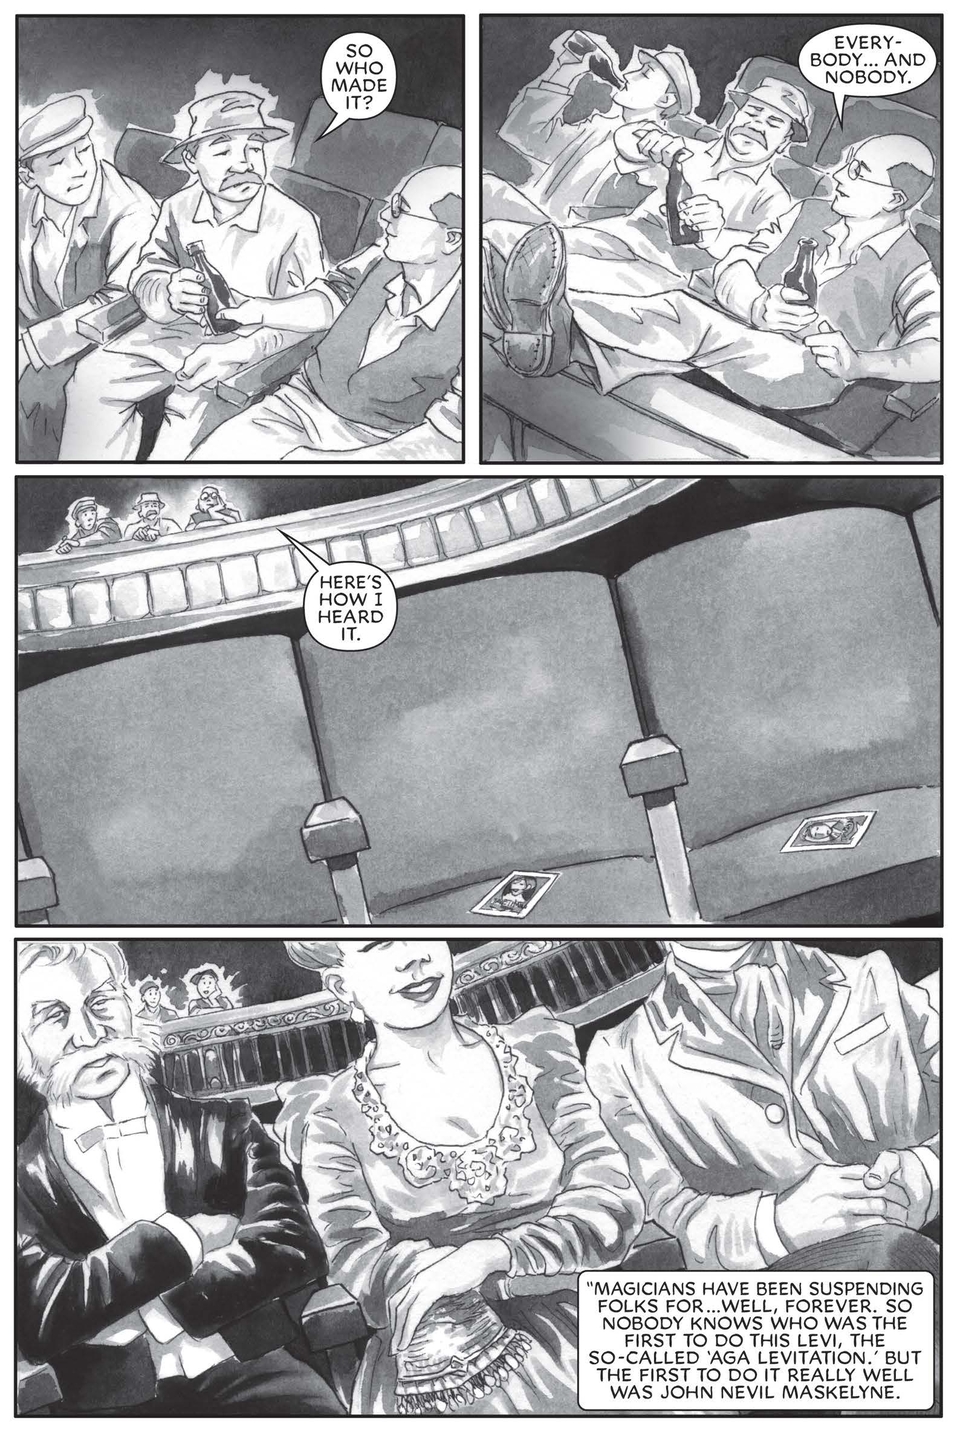 SO
WHO
MADE
IT?
EVERY-
BODY... AND
NOBODY.
HERE'S
HOW I
HEARD
IT.
"MAGICIANS HAVE BEEN SUSPENDING
FOLKS FOR...WELL, FOREVER. SO
NOBODY KNOWS WHO WAS THE
FIRST TO DO THIS LEVI, THE
SO-CALLED 'AGA LEVITATION.' BUT
THE FIRST TO DO IT REALLY WELL
WAS JOHN NEVIL MASKELYNE.